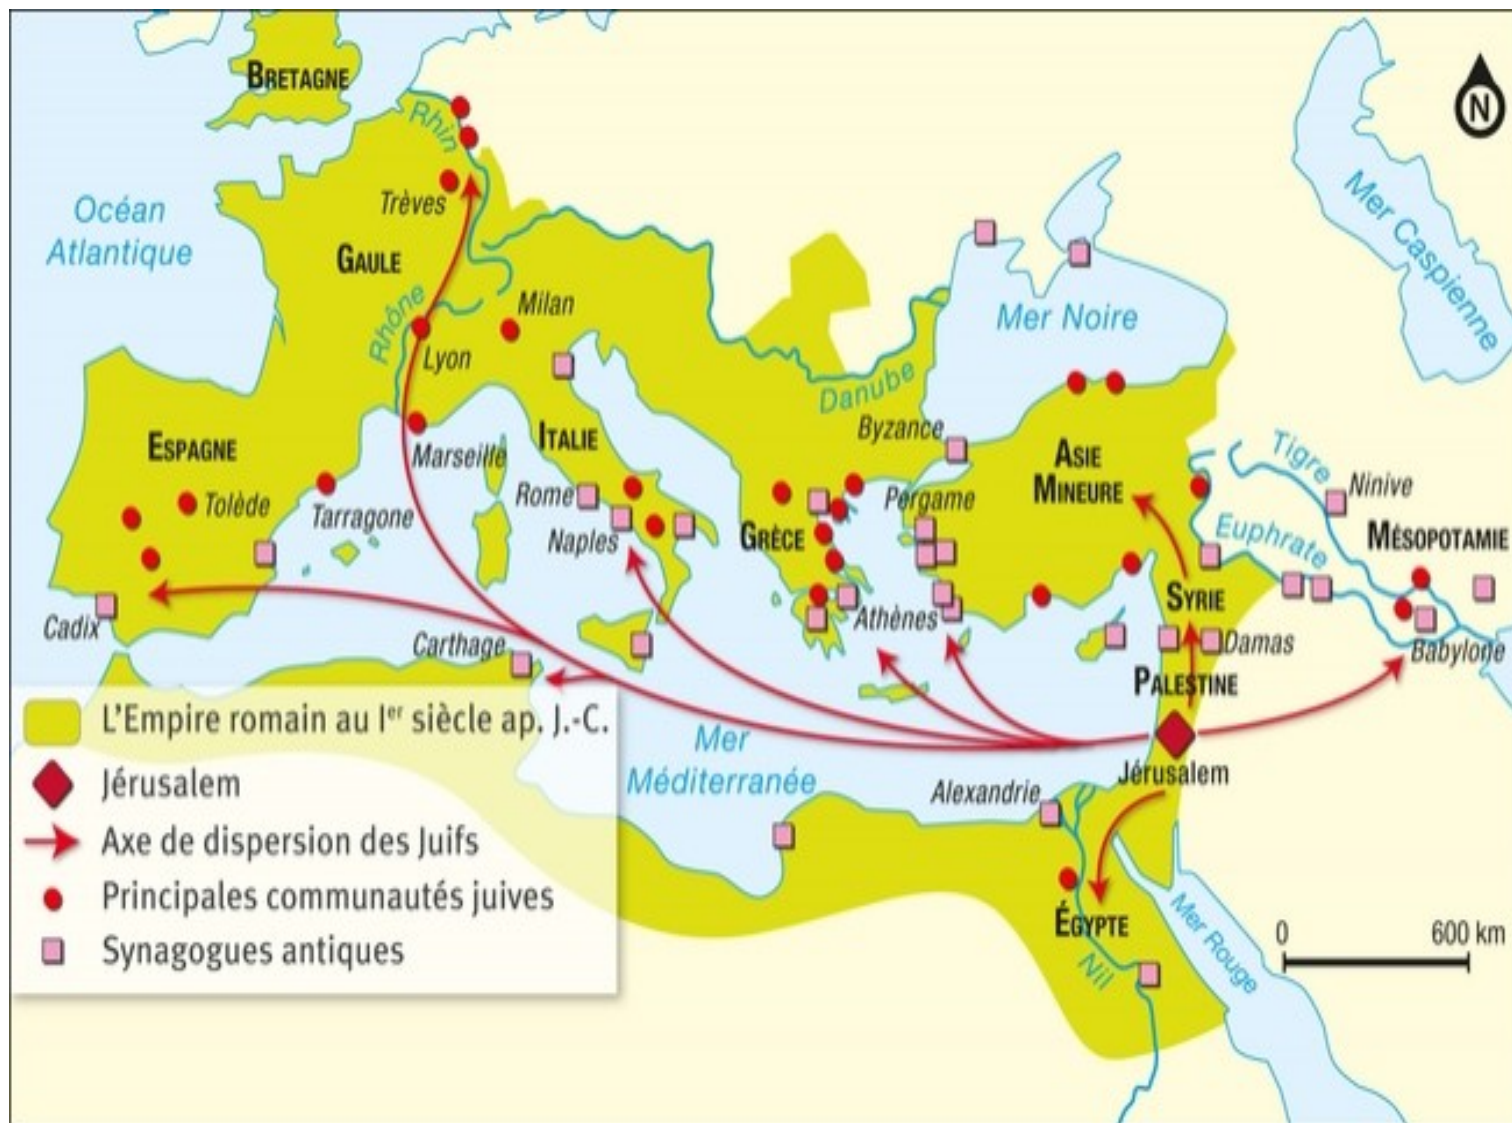 BRETAGNE
Rhin
N
Océan
Atlantique
Trèves
Mer Caspienne
GAULE
Rhône
Milan
Mer Noire
Lyon
Danube
Byzance
ESPAGNE
ITALIE
Marseille
ASIE
MINEURE
Tigre
Ninive
Tolède
Tarragone
Rome
Pergame
Naples
GRÈCE
Euphrate
MÉSOPOTAMIE
Cadix
Carthage
Athènes
SYRIE
Damas
Babylone
PALESTINE
L'Empire romain au Ier siècle ap. J.-C.
Jérusalem
Axe de dispersion des Juifs
Principales communautés juives
Synagogues antiques
Mer
Méditerranée
Alexandrie
Jérusalem
ÉGYPTE
Nil
Mer Rouge
0 600 km